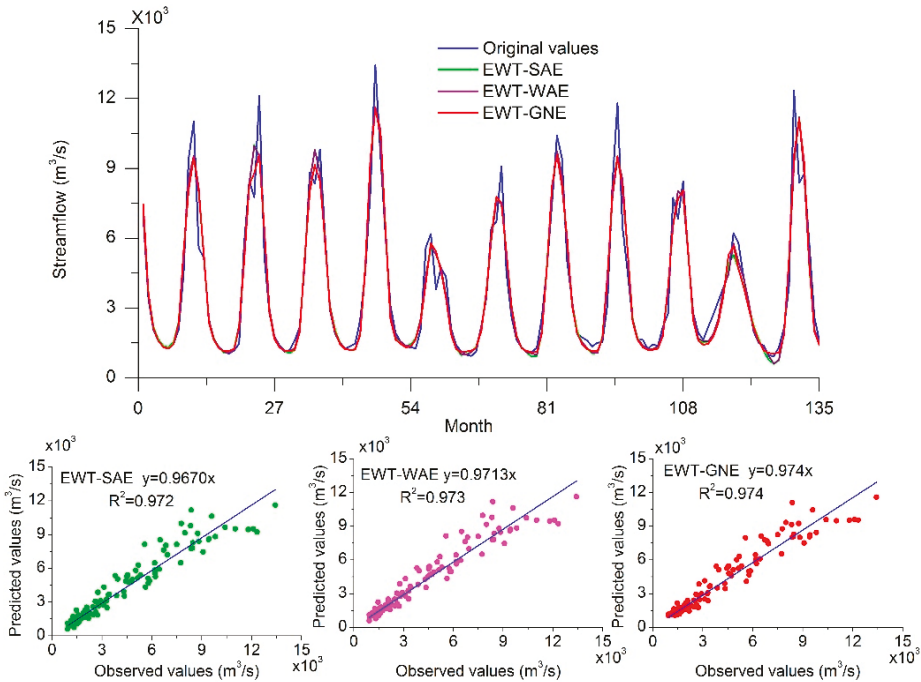 X10³
15
12
9
6
3
0
Streamflow (m³/s)
Original values
EWT-SAE
EWT-WAE
EWT-GNE
0 27 54 81 108 135
Month
x10³
15
12
9
6
3
0
Predicted values (m³/s)
EWT-SAE y=0.9670x
R²=0.972
0 3 6 9 12 15
x10³
Observed values (m³/s)
x10³
15
12
9
6
3
0
Predicted values (m³/s)
EWT-WAE y=0.9713x
R²=0.973
0 3 6 9 12 15
x10³
Observed values (m³/s)
x10³
15
12
9
6
3
0
Predicted values (m³/s)
EWT-GNE y=0.974x
R²=0.974
0 3 6 9 12 15
x10³
Observed values (m³/s)